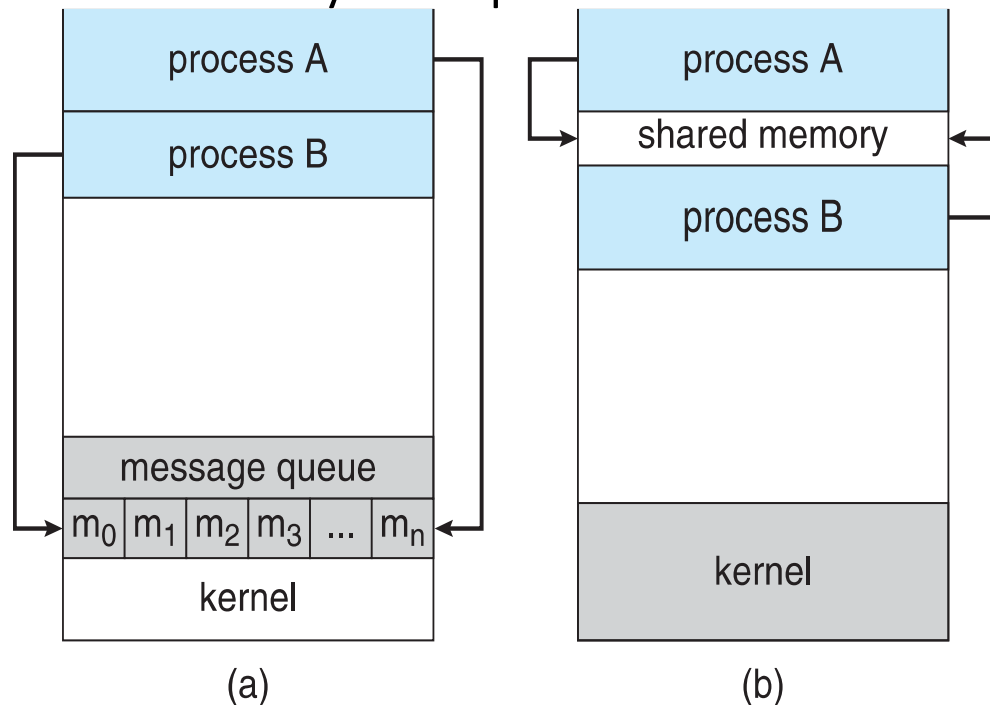 process A
process B
message queue
m0 m1 m2 m3 ... mn
kernel
(a)
process A
shared memory
process B
kernel
(b)